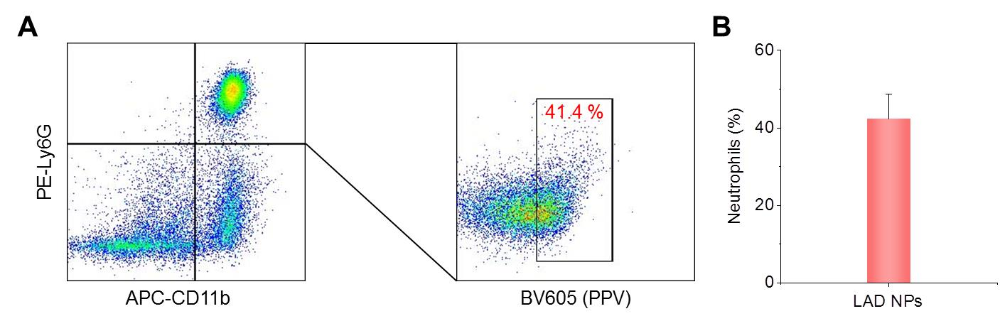 A
PE-Ly6G
APC-CD11b
41.4 %
BV605 (PPV)
B
Neutrophils (%)
60
40
20
0
LAD NPs